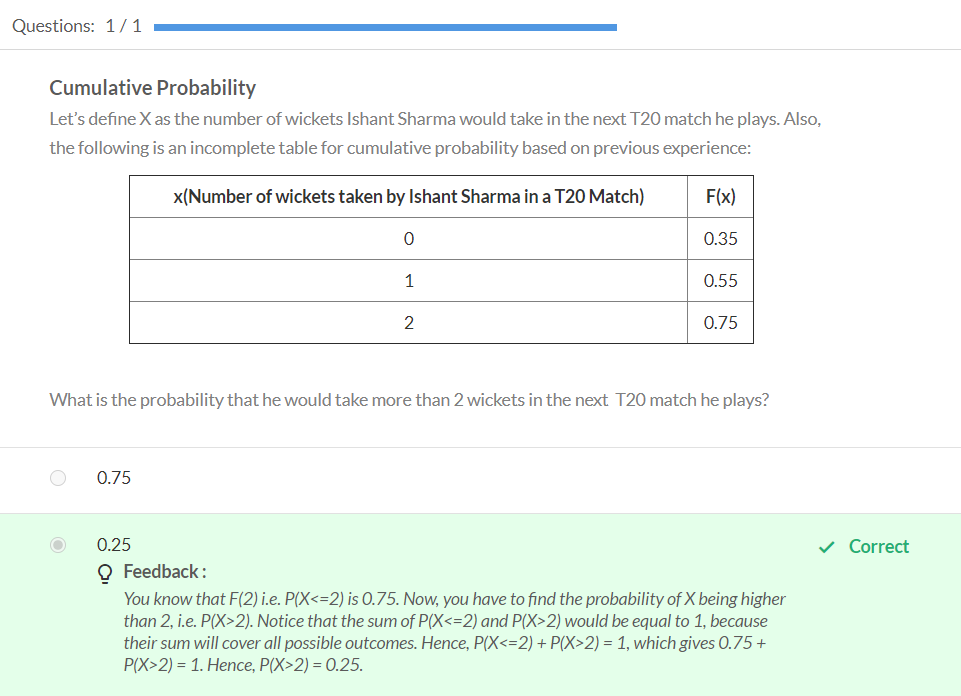 Questions: 1 / 1
Cumulative Probability
Let's define X as the number of wickets Ishant Sharma would take in the next T20 match he plays. Also,
the following is an incomplete table for cumulative probability based on previous experience:
x(Number of wickets taken by Ishant Sharma in a T20 Match) F(x)
0 0.35
1 0.55
2 0.75
What is the probability that he would take more than 2 wickets in the next T20 match he plays?
0.75
0.25 Correct
Feedback :
You know that F(2) i.e. P(X<=2) is 0.75. Now, you have to find the probability of X being higher
than 2, i.e. P(X>2). Notice that the sum of P(X<=2) and P(X>2) would be equal to 1, because
their sum will cover all possible outcomes. Hence, P(X<=2) + P(X>2) = 1, which gives 0.75 +
P(X>2) = 1. Hence, P(X>2) = 0.25.